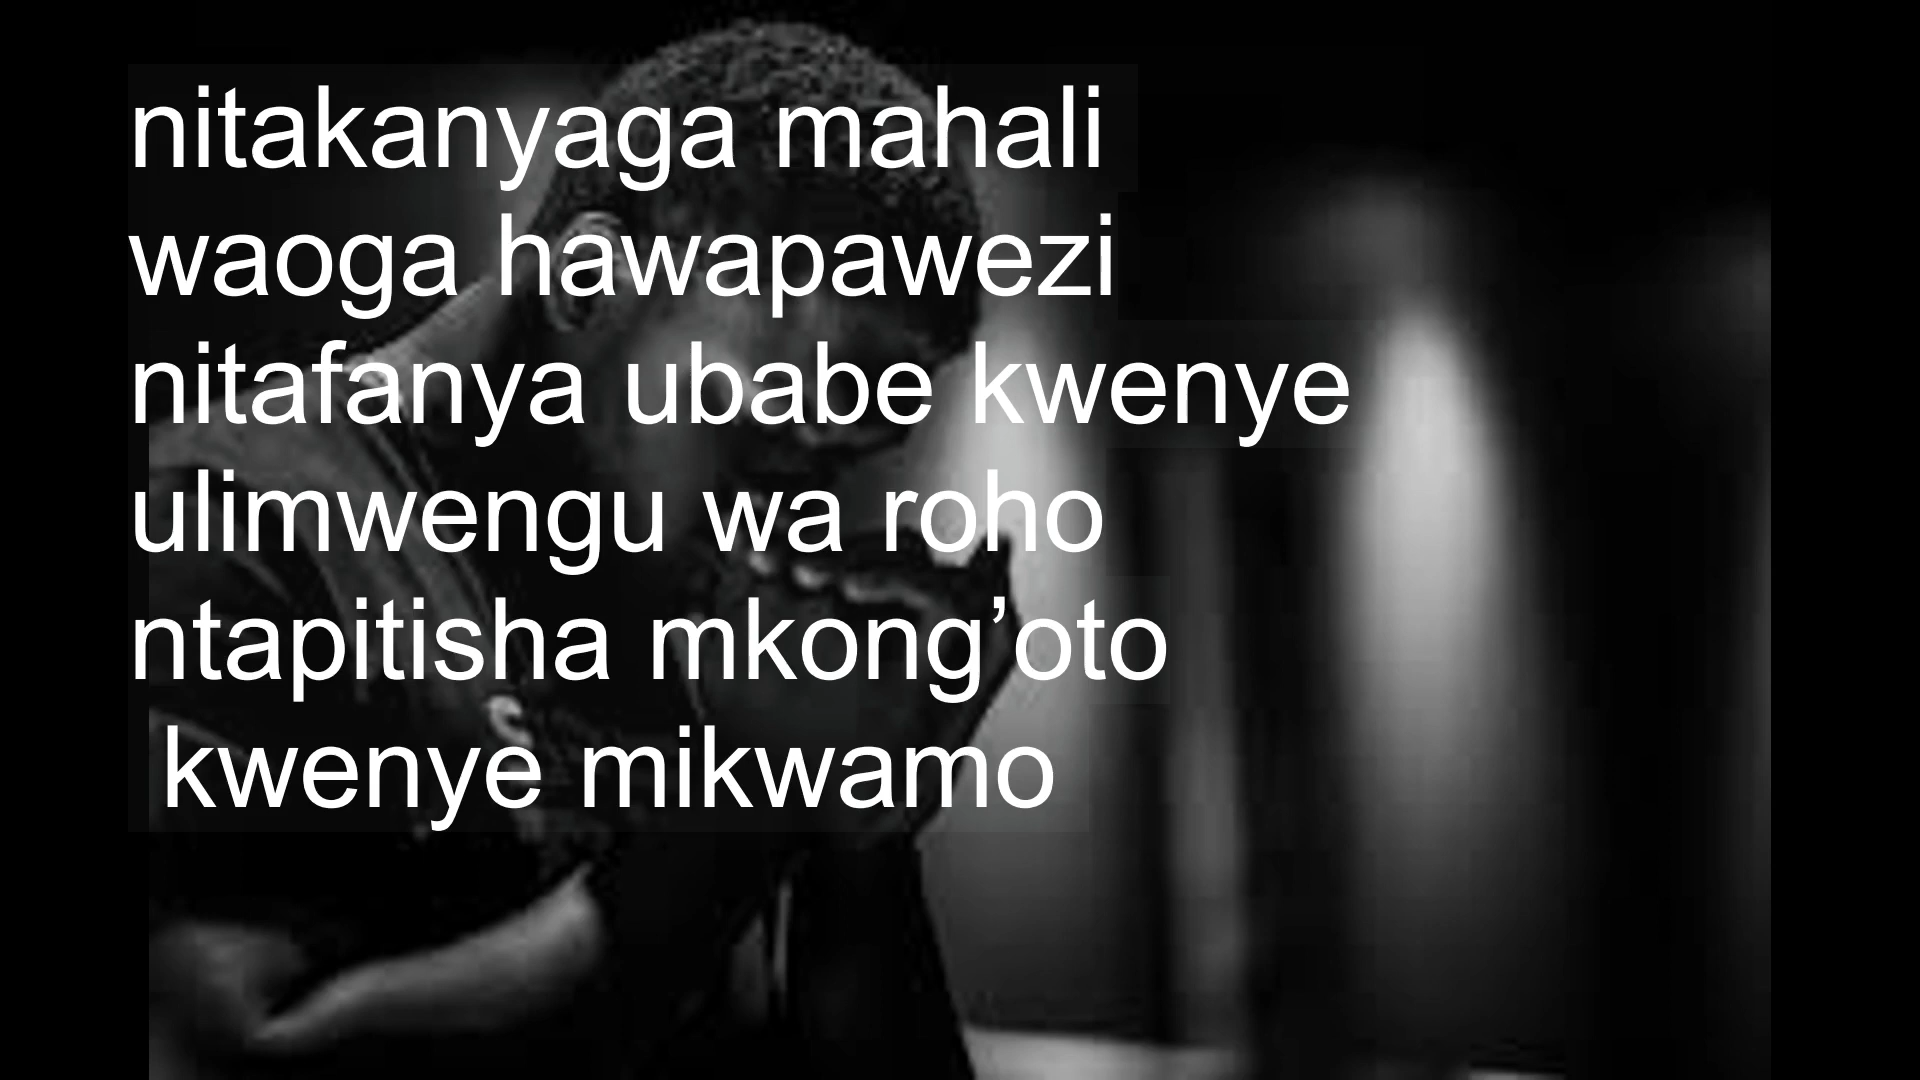 nitakanyaga mahali
waoga hawapawezi
nitafanya ubabe kwenye
ulimwengu wa roho
ntapitisha mkong’oto
kwenye mikwamo